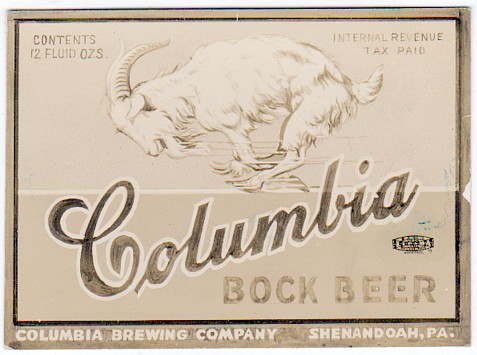 CONTENTS
12 FLUID OZS.
INTERNAL REVENUE
TAX PAID
Columbia
BOCK BEER
COLUMBIA BREWING COMPANY SHENANDOAH, PA.